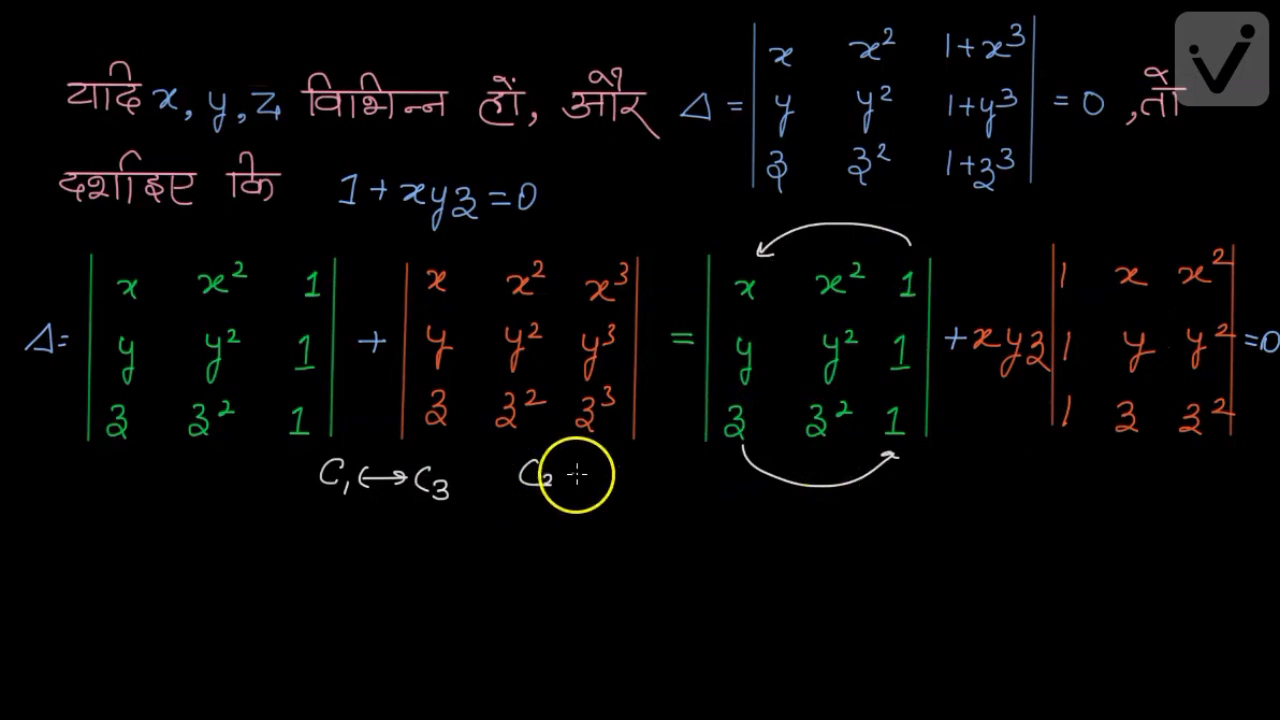 यदि x, y, z विभिन्न हों, और Δ = | x x² 1+x³ | = 0 , तो
| y y² 1+y³ |
| z z² 1+z³ |
दर्शाइए कि 1 + xyz = 0
Δ = | x x² 1 | + | x x² x³ | = | x x² 1 | + xyz | 1 x x² | = 0
| y y² 1 | | y y² y³ | | y y² 1 | | 1 y y² |
| z z² 1 | | z z² z³ | | z z² 1 | | 1 z z² |
C₁ ↔ C₃ C₂